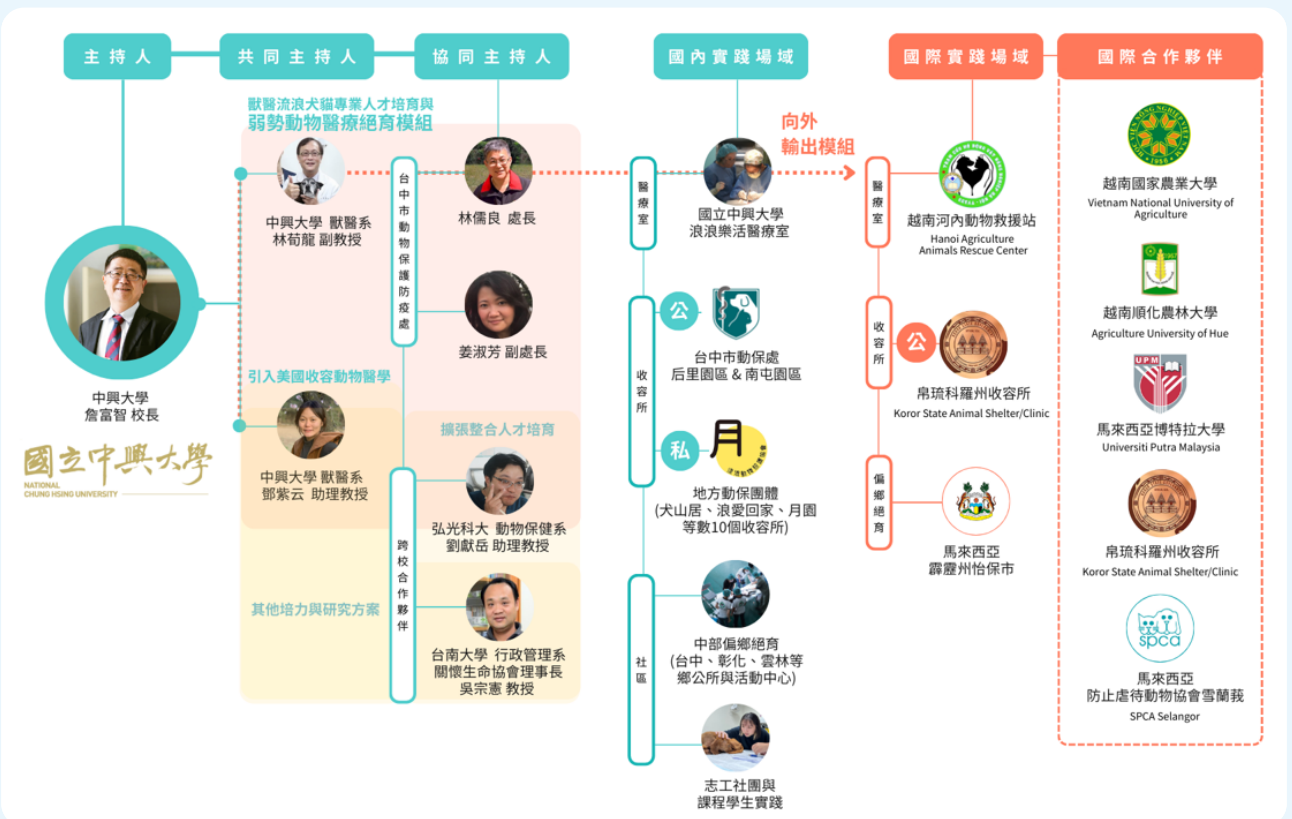 主持人
共同主持人
協同主持人
國內實踐場域
國際實踐場域
國際合作夥伴
獸醫流浪犬貓專業人才培育與
弱勢動物醫療絕育模組
中興大學 獸醫系
林荀龍 副教授
台中市動物保護防疫處
林儒良 處長
姜淑芳 副處長
中興大學
詹富智 校長
國立中興大學
NATIONAL
CHUNG HSING UNIVERSITY
引入美國收容動物醫學
中興大學 獸醫系
鄧紫云 助理教授
擴張整合人才培育
弘光科大 動物保健系
劉獻岳 助理教授
跨校合作夥伴
其他培力與研究方案
台南大學 行政管理系
關懷生命協會理事長
吳宗憲 教授
向外
輸出模組
醫療室
國立中興大學
浪浪樂活醫療室
收容所
公
台中市動保處
后里園區 & 南屯園區
私
月
地方動保團體
(犬山居、浪愛回家、月園
等數10個收容所)
社區
中部偏鄉絕育
(台中、彰化、雲林等
鄉公所與活動中心)
志工社團與
課程學生實踐
醫療室
越南河內動物救援站
Hanoi Agriculture
Animals Rescue Center
收容所
公
帛琉科羅州收容所
Koror State Animal Shelter/Clinic
偏鄉絕育
馬來西亞
霹靂州怡保市
越南國家農業大學
Vietnam National University of
Agriculture
越南順化農林大學
Agriculture University of Hue
UPM
馬來西亞博特拉大學
Universiti Putra Malaysia
帛琉科羅州收容所
Koror State Animal Shelter/Clinic
spca
馬來西亞
防止虐待動物協會雪蘭莪
SPCA Selangor